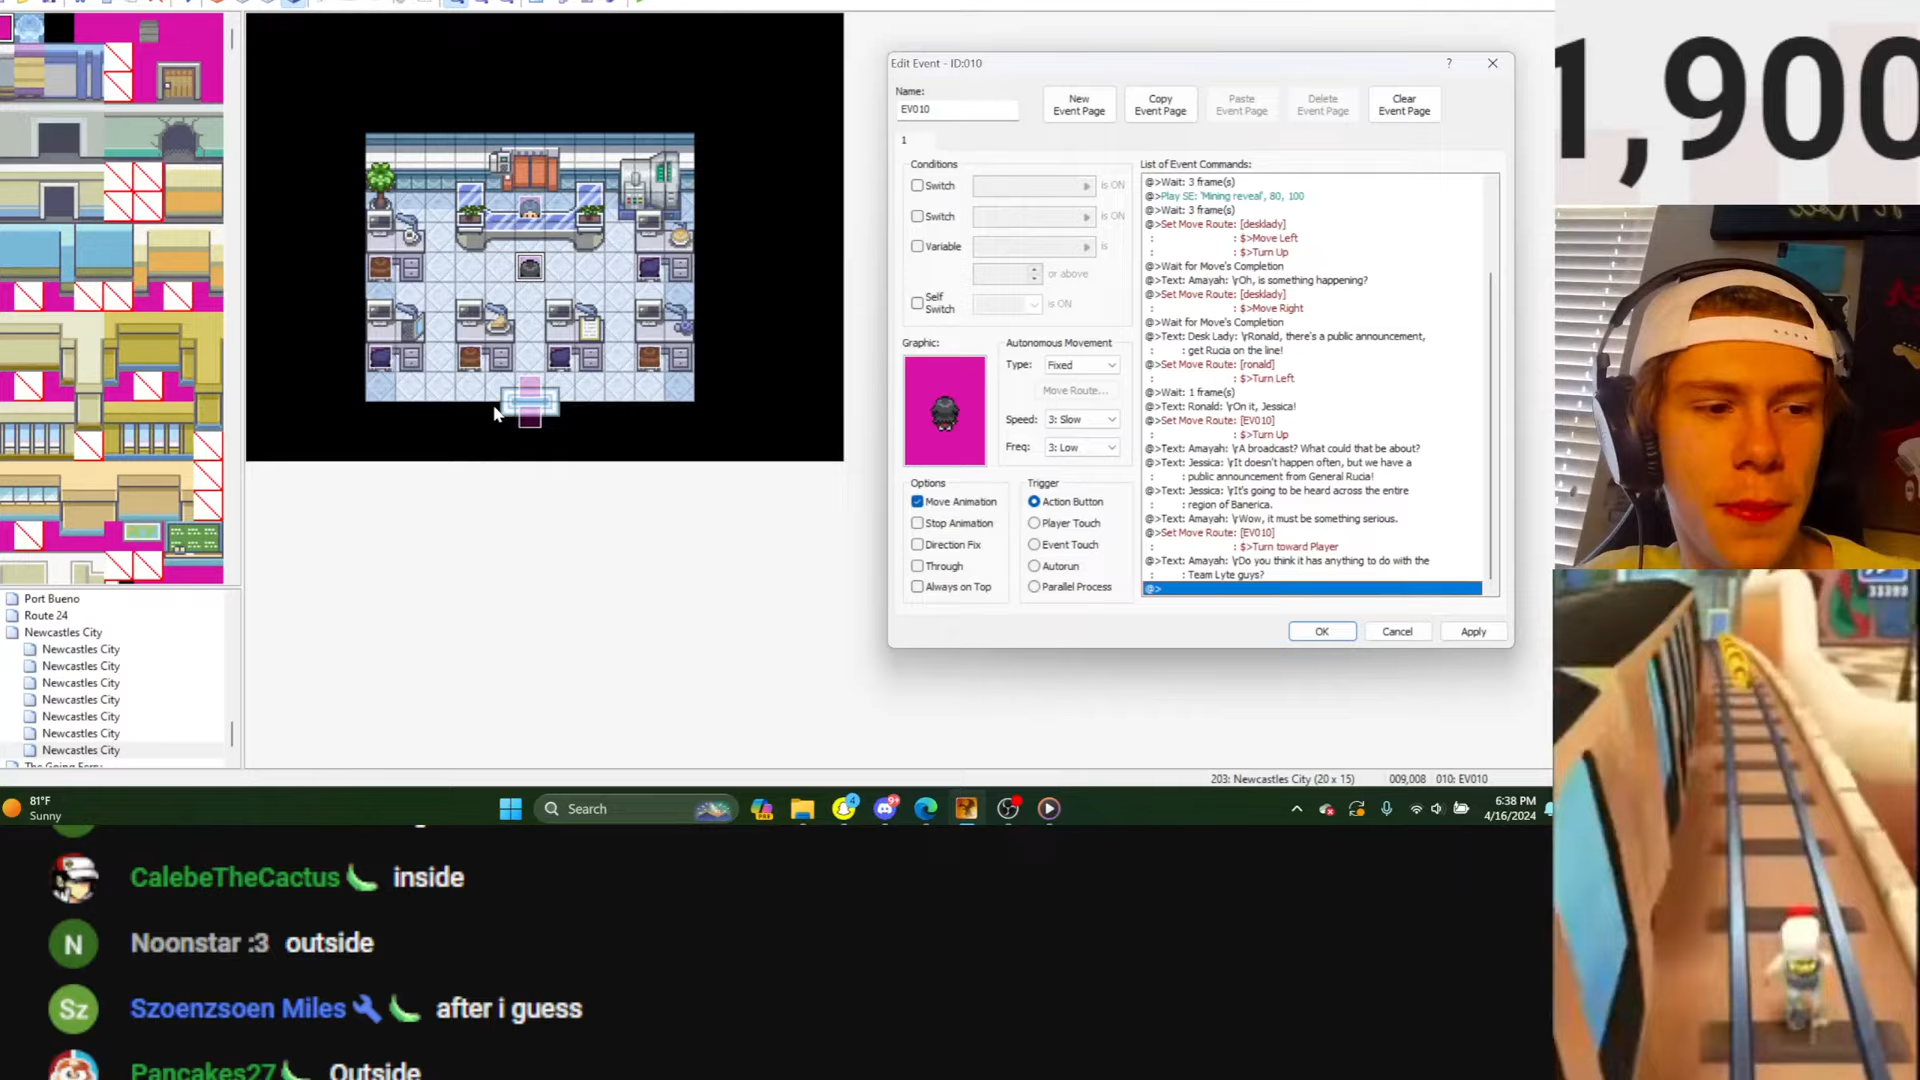 Edit Event - ID:010
?
Name:
EV010
New
Event Page
Copy
Event Page
Paste
Event Page
Delete
Event Page
Clear
Event Page
1
Conditions
Switch
is ON
Switch
is ON
Variable
is
or above
Self
Switch
is ON
Graphic:
Autonomous Movement
Type: Fixed
Move Route...
Speed: 3: Slow
Freq: 3: Low
Options
Move Animation
Stop Animation
Direction Fix
Through
Always on Top
Trigger
Action Button
Player Touch
Event Touch
Autorun
Parallel Process
List of Event Commands:
@>Wait: 3 frame(s)
@>Play SE: 'Mining reveal', 80, 100
@>Wait: 3 frame(s)
@>Set Move Route: [desklady]
: : $>Move Left
: : $>Turn Up
@>Wait for Move's Completion
@>Text: Amayah: \rOh, is something happening?
@>Set Move Route: [desklady]
: : $>Move Right
@>Wait for Move's Completion
@>Text: Desk Lady: \rRonald, there's a public announcement,
: : get Rucia on the line!
@>Set Move Route: [ronald]
: : $>Turn Left
@>Wait: 1 frame(s)
@>Text: Ronald: \rOn it, Jessica!
@>Set Move Route: [EV010]
: : $>Turn Up
@>Text: Amayah: \rA broadcast? What could that be about?
@>Text: Jessica: \rIt doesn't happen often, but we have a
: : public announcement from General Rucia!
@>Text: Jessica: \rIt's going to be heard across the entire
: : region of Banerica.
@>Text: Amayah: \rWow, it must be something serious.
@>Set Move Route: [EV010]
: : $>Turn toward Player
@>Text: Amayah: \rDo you think it has anything to do with the
: : Team Lyte guys?
@>
OK
Cancel
Apply
1,900
Port Bueno
Route 24
Newcastles City
Newcastles City
Newcastles City
Newcastles City
Newcastles City
Newcastles City
Newcastles City
Newcastles City
The Going Ferry
203: Newcastles City (20 x 15)
009,008
010: EV010
81°F
Sunny
Search
6:38 PM
4/16/2024
CalebeTheCactus inside
N
Noonstar :3 outside
Sz
Szoenzsoen Miles after i guess
Pancakes27 Outside